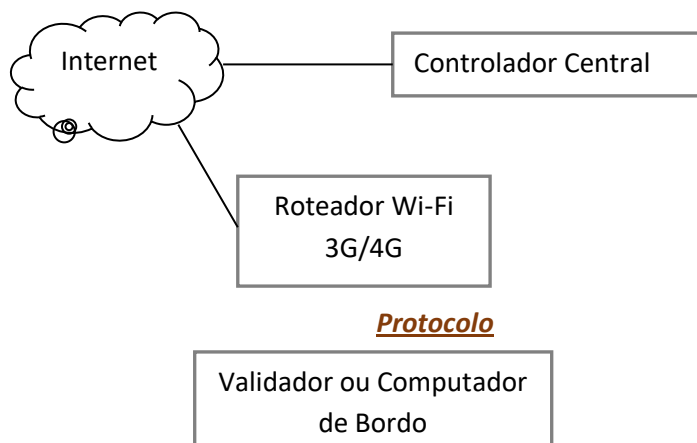 Internet
Controlador Central
Roteador Wi-Fi
3G/4G
Protocolo
Validador ou Computador
de Bordo